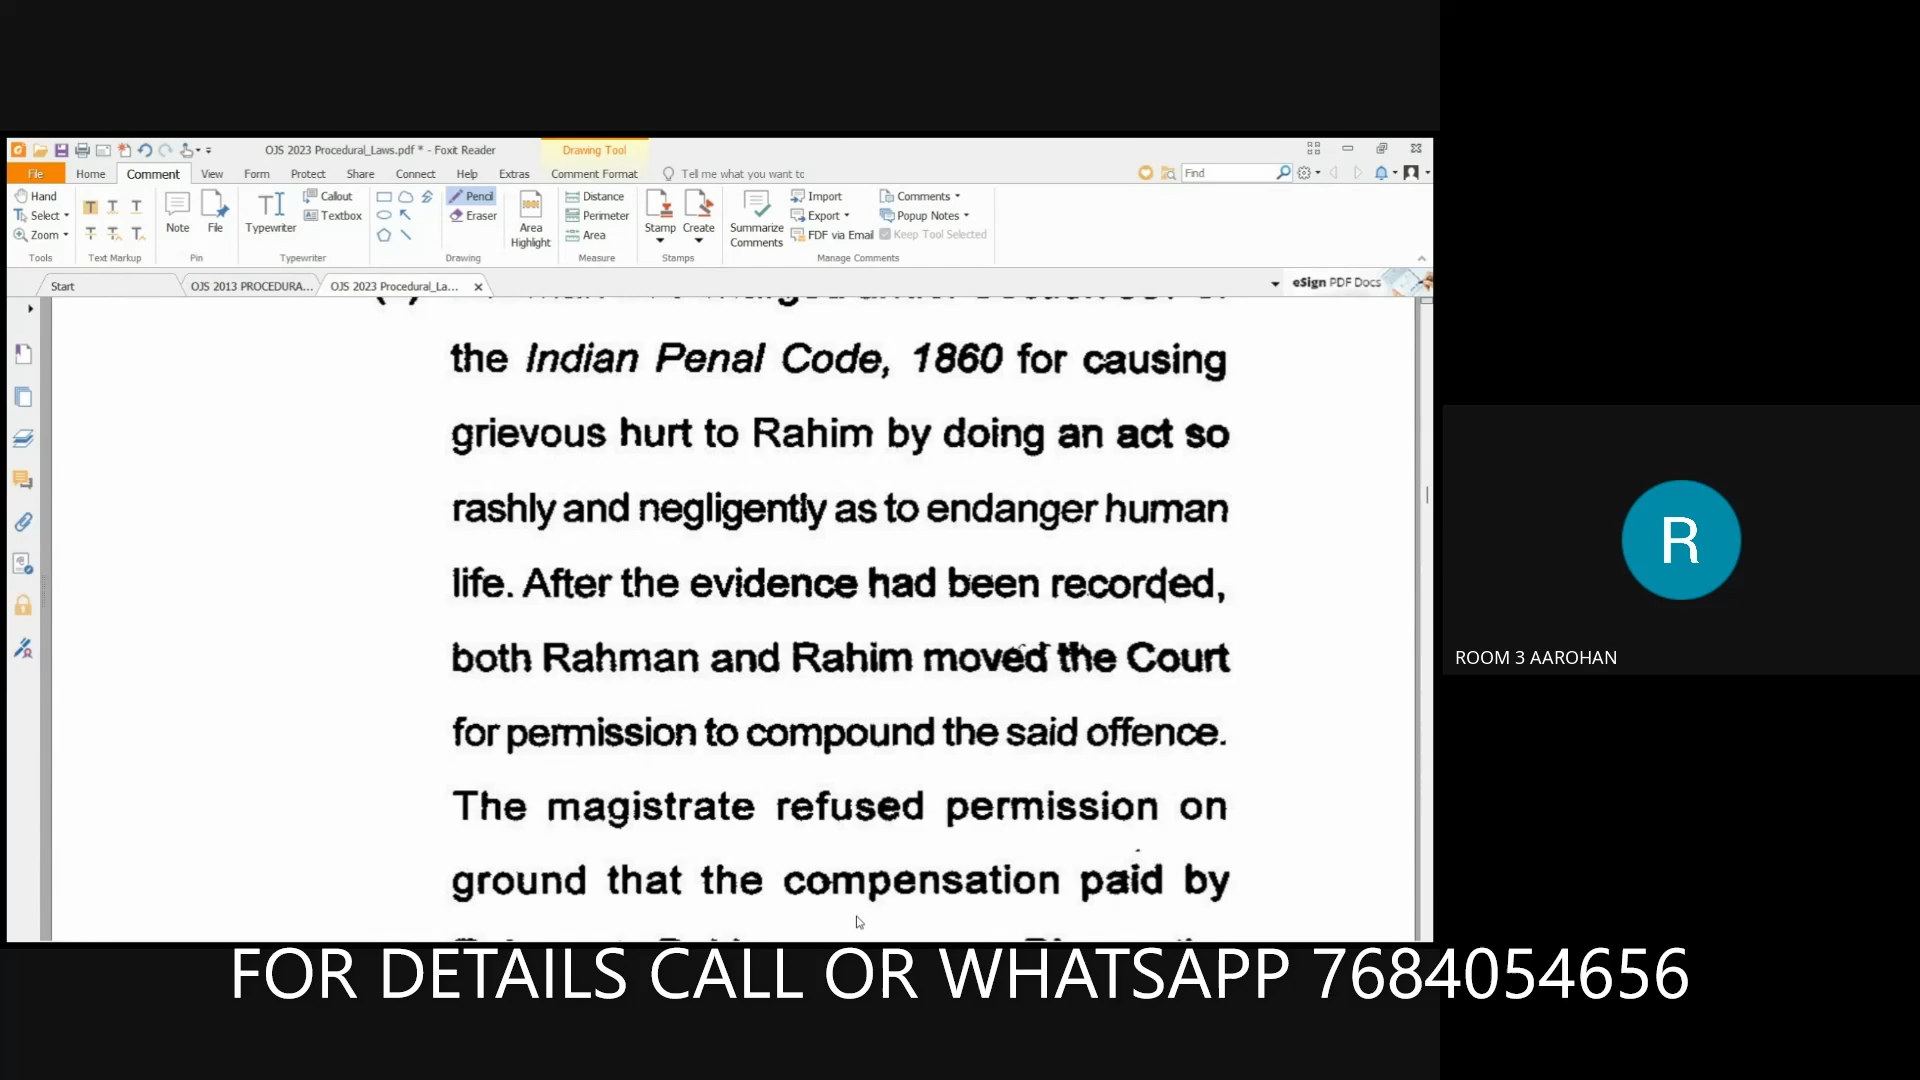 OJS 2023 Procedural_Laws.pdf * - Foxit Reader
Drawing Tool
File Home Comment View Form Protect Share Connect Help Extras Comment Format Tell me what you want to Find
Hand
Select
Zoom
Tools
Text Markup
Note
File
Pin
Typewriter
Callout
Textbox
Typewriter
Pencil
Eraser
Drawing
Area
Highlight
Distance
Perimeter
Area
Measure
Stamp
Create
Stamps
Summarize
Comments
Import
Export
FDF via Email
Comments
Popup Notes
Keep Tool Selected
Manage Comments
Start
OJS 2013 PROCEDURA...
OJS 2023 Procedural_La...
eSign PDF Docs
the Indian Penal Code, 1860 for causing
grievous hurt to Rahim by doing an act so
rashly and negligently as to endanger human
life. After the evidence had been recorded,
both Rahman and Rahim moved the Court
for permission to compound the said offence.
The magistrate refused permission on
ground that the compensation paid by
R
ROOM 3 AAROHAN
FOR DETAILS CALL OR WHATSAPP 7684054656